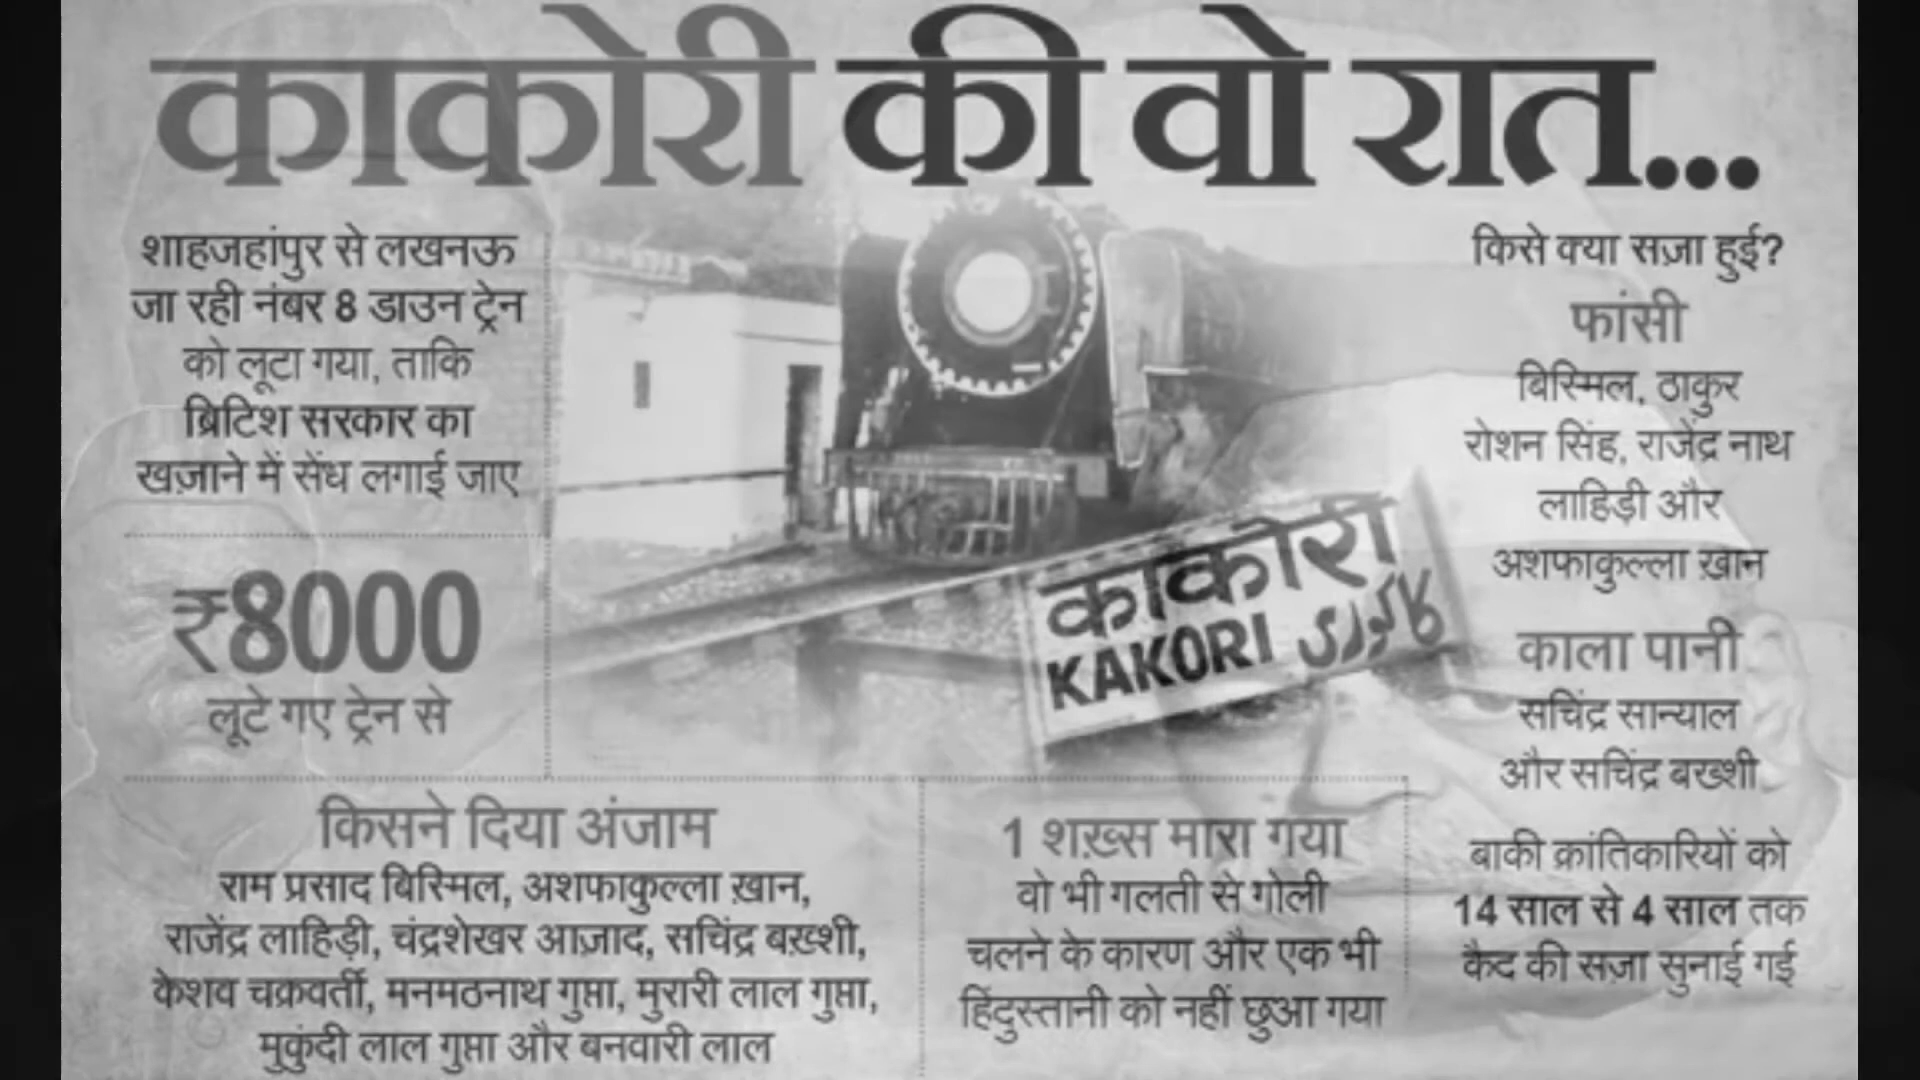 काकोरी की वो रात...
शाहजहांपुर से लखनऊ
जा रही नंबर 8 डाउन ट्रेन
को लूटा गया, ताकि
ब्रिटिश सरकार का
खज़ाने में सेंध लगाई जाए
₹8000
लूटे गए ट्रेन से
काकोरी
KAKORI کاکوری
किसने दिया अंजाम
राम प्रसाद बिस्मिल, अशफाकुल्ला ख़ान,
राजेंद्र लाहिड़ी, चंद्रशेखर आज़ाद, सचिंद्र बख़्शी,
केशव चक्रवर्ती, मनमठनाथ गुप्ता, मुरारी लाल गुप्ता,
मुकुंदी लाल गुप्ता और बनवारी लाल
1 शख़्स मारा गया
वो भी गलती से गोली
चलने के कारण और एक भी
हिंदुस्तानी को नहीं छुआ गया
किसे क्या सज़ा हुई?
फांसी
बिस्मिल, ठाकुर
रोशन सिंह, राजेंद्र नाथ
लाहिड़ी और
अशफाकुल्ला ख़ान
काला पानी
सचिंद्र सान्याल
और सचिंद्र बख्शी
बाकी क्रांतिकारियों को
14 साल से 4 साल तक
कैद की सज़ा सुनाई गई